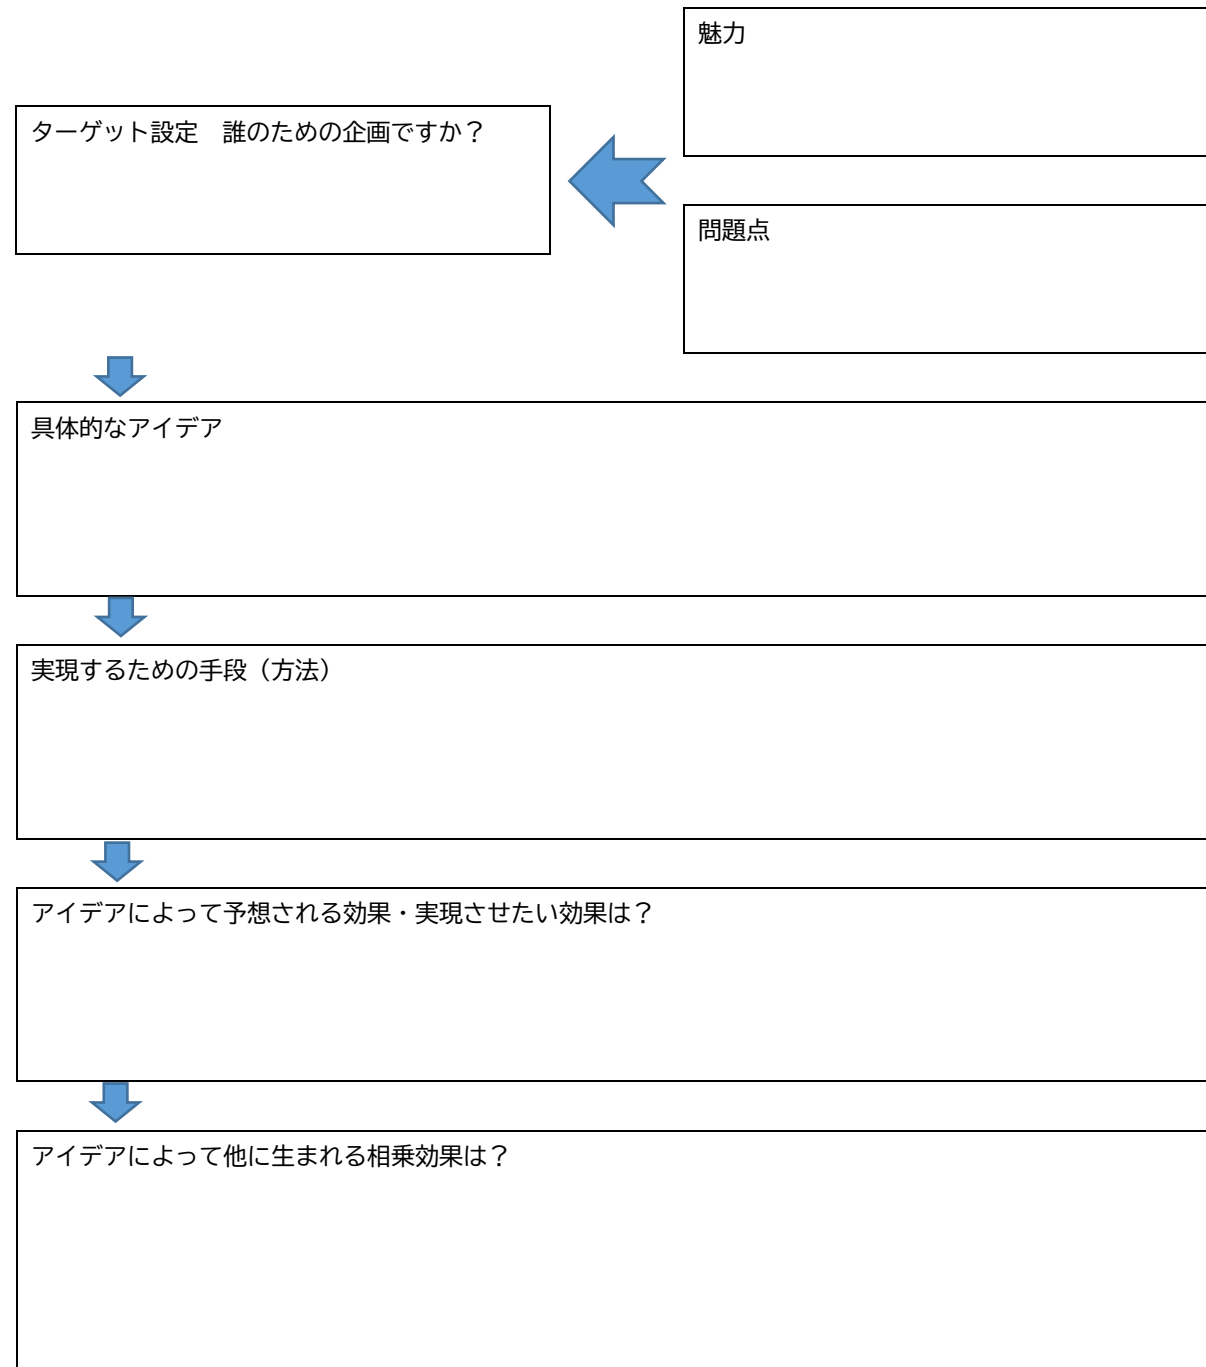 魅力
ターゲット設定　誰のための企画ですか？
問題点
具体的なアイデア
実現するための手段（方法）
アイデアによって予想される効果・実現させたい効果は？
アイデアによって他に生まれる相乗効果は？